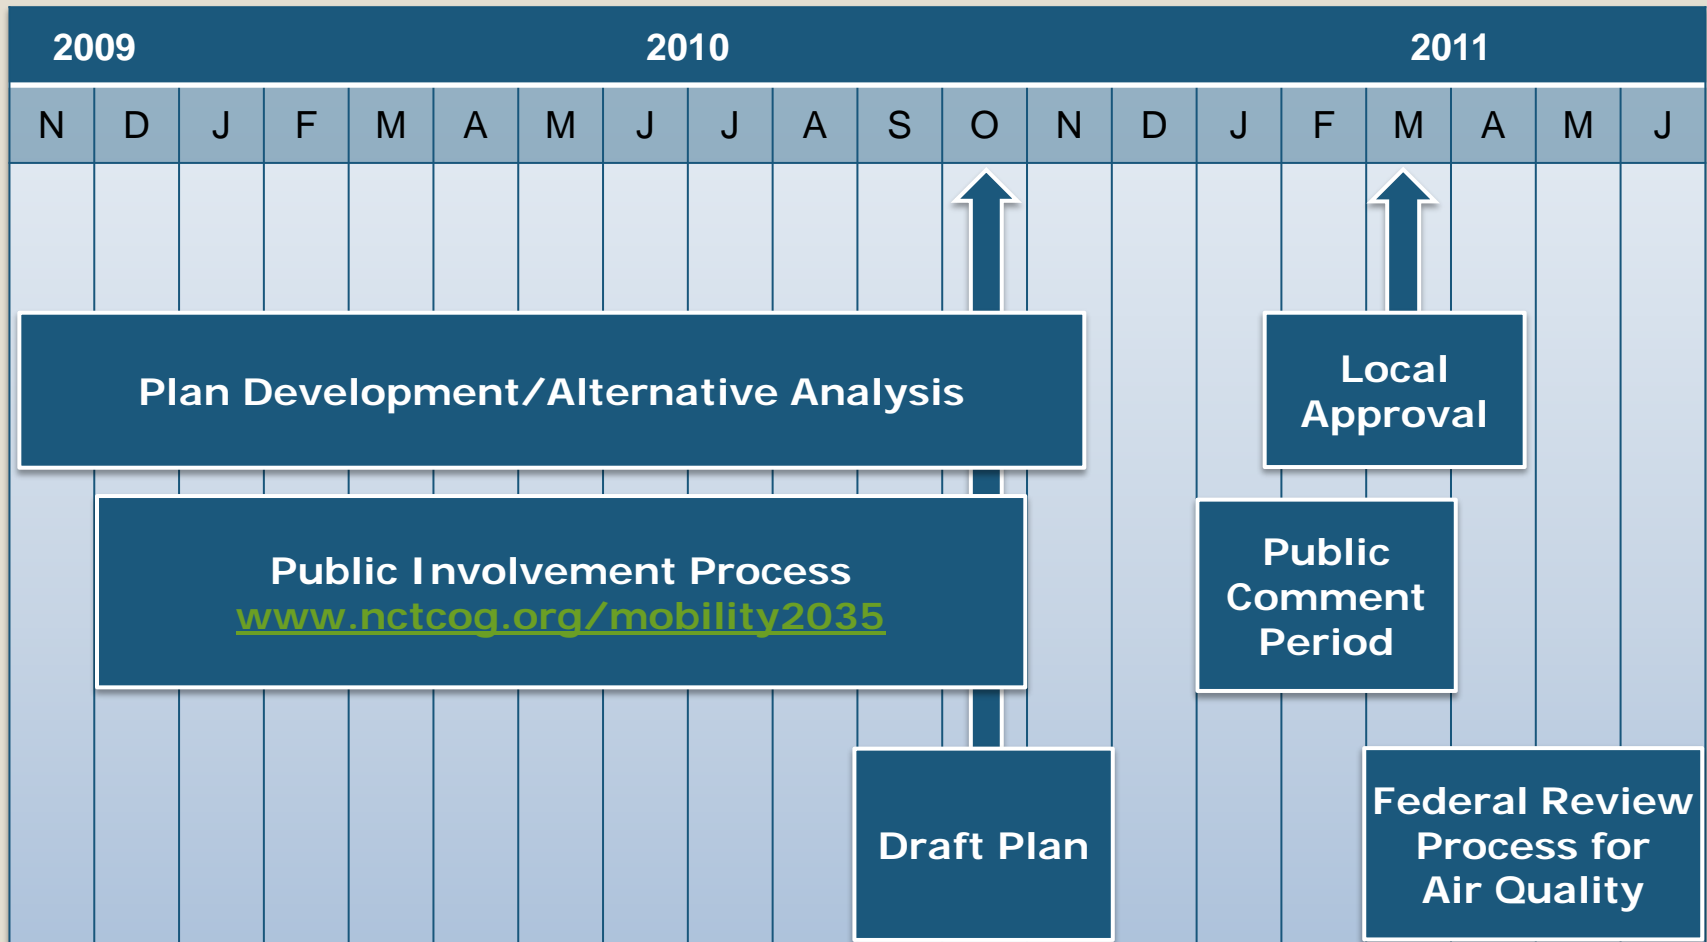 2009 2010 2011
N D J F M A M J J A S O N D J F M A M J
Plan Development/Alternative Analysis
Local
Approval
Public Involvement Process
www.nctcog.org/mobility2035
Public
Comment
Period
Draft Plan
Federal Review
Process for
Air Quality